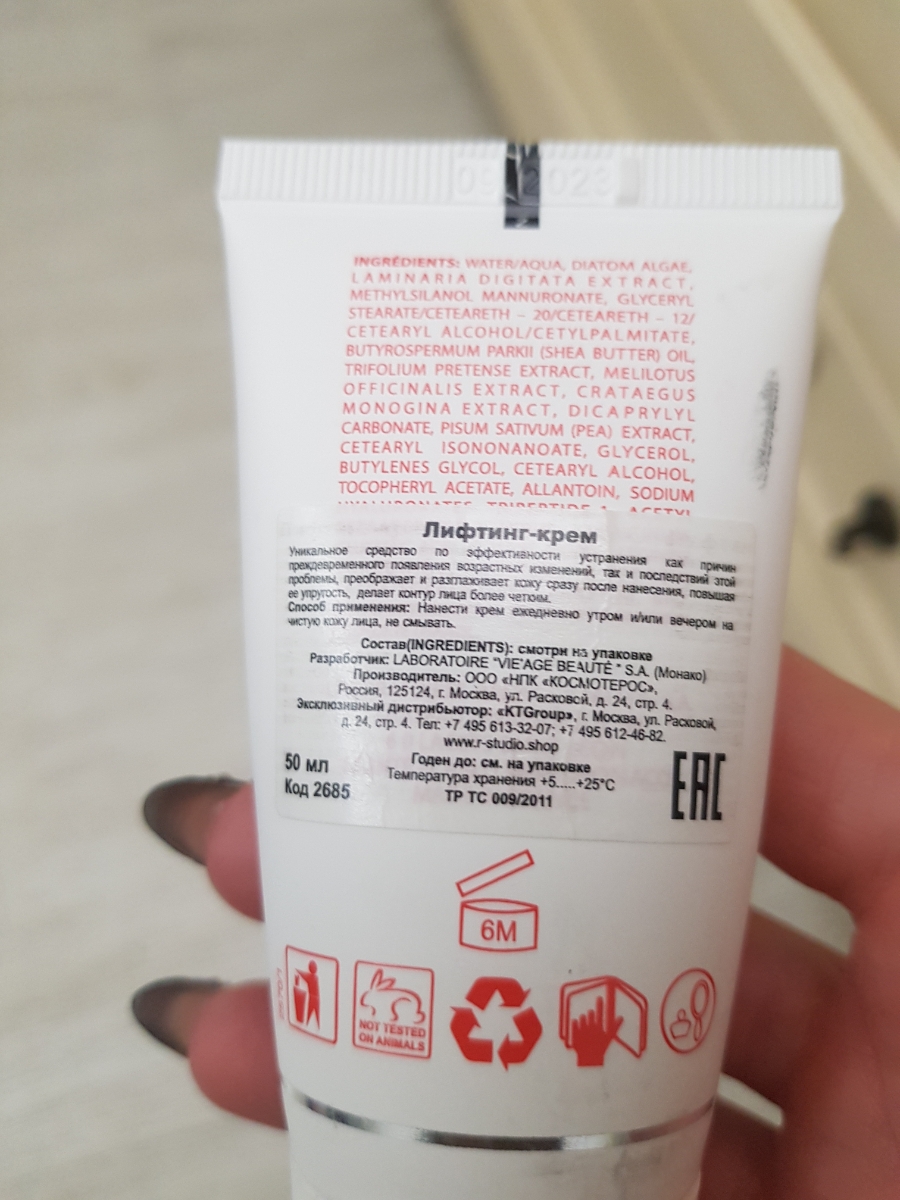 2023
INGRÉDIENTS: WATER/AQUA, DIATOM ALGAE,
LAMINARIA DIGITATA EXTRACT,
METHYLSILANOL MANNURONATE, GLYCERYL
STEARATE/CETEARETH – 20/CETEARETH – 12/
CETEARYL ALCOHOL/CETYLPALMITATE,
BUTYROSPERMUM PARKII (SHEA BUTTER) OIL,
TRIFOLIUM PRETENSE EXTRACT, MELILOTUS
OFFICINALIS EXTRACT, CRATAEGUS
MONOGINA EXTRACT, DICAPRYLYL
CARBONATE, PISUM SATIVUM (PEA) EXTRACT,
CETEARYL ISONONANOATE, GLYCEROL,
BUTYLENES GLYCOL, CETEARYL ALCOHOL,
TOCOPHERYL ACETATE, ALLANTOIN, SODIUM
Лифтинг-крем
Уникальное средство по эффективности устранения как причин
преждевременного появления возрастных изменений, так и последствий этой
проблемы, преображает и разглаживает кожу сразу после нанесения, повышая
ее упругость, делает контур лица более четким.
Способ применения: Нанести крем ежедневно утром и/или вечером на
чистую кожу лица, не смывать.
Состав(INGREDIENTS): смотри на упаковке
Разработчик: LABORATOIRE "VIE'AGE BEAUTÉ " S.A. (Монако)
Производитель: ООО «НПК «КОСМОТЕРОС»,
Россия, 125124, г. Москва, ул. Расковой, д. 24, стр. 4.
Эксклюзивный дистрибьютор: «KTGroup», г. Москва, ул. Расковой,
д. 24, стр. 4. Тел: +7 495 613-32-07; +7 495 612-46-82.
www.r-studio.shop
50 мл
Годен до: см. на упаковке
Код 2685
Температура хранения +5.....+25°C
ТР ТС 009/2011
EAC
6M
NOT TESTED
ON ANIMALS